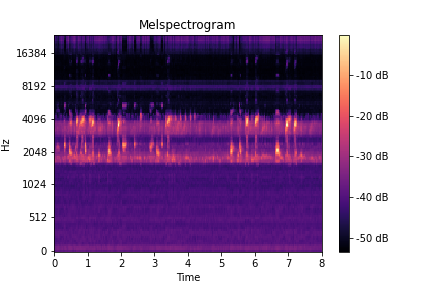 Melspectrogram
Hz
16384
8192
4096
2048
1024
512
0
0 1 2 3 4 5 6 7 8
Time
-10 dB
-20 dB
-30 dB
-40 dB
-50 dB